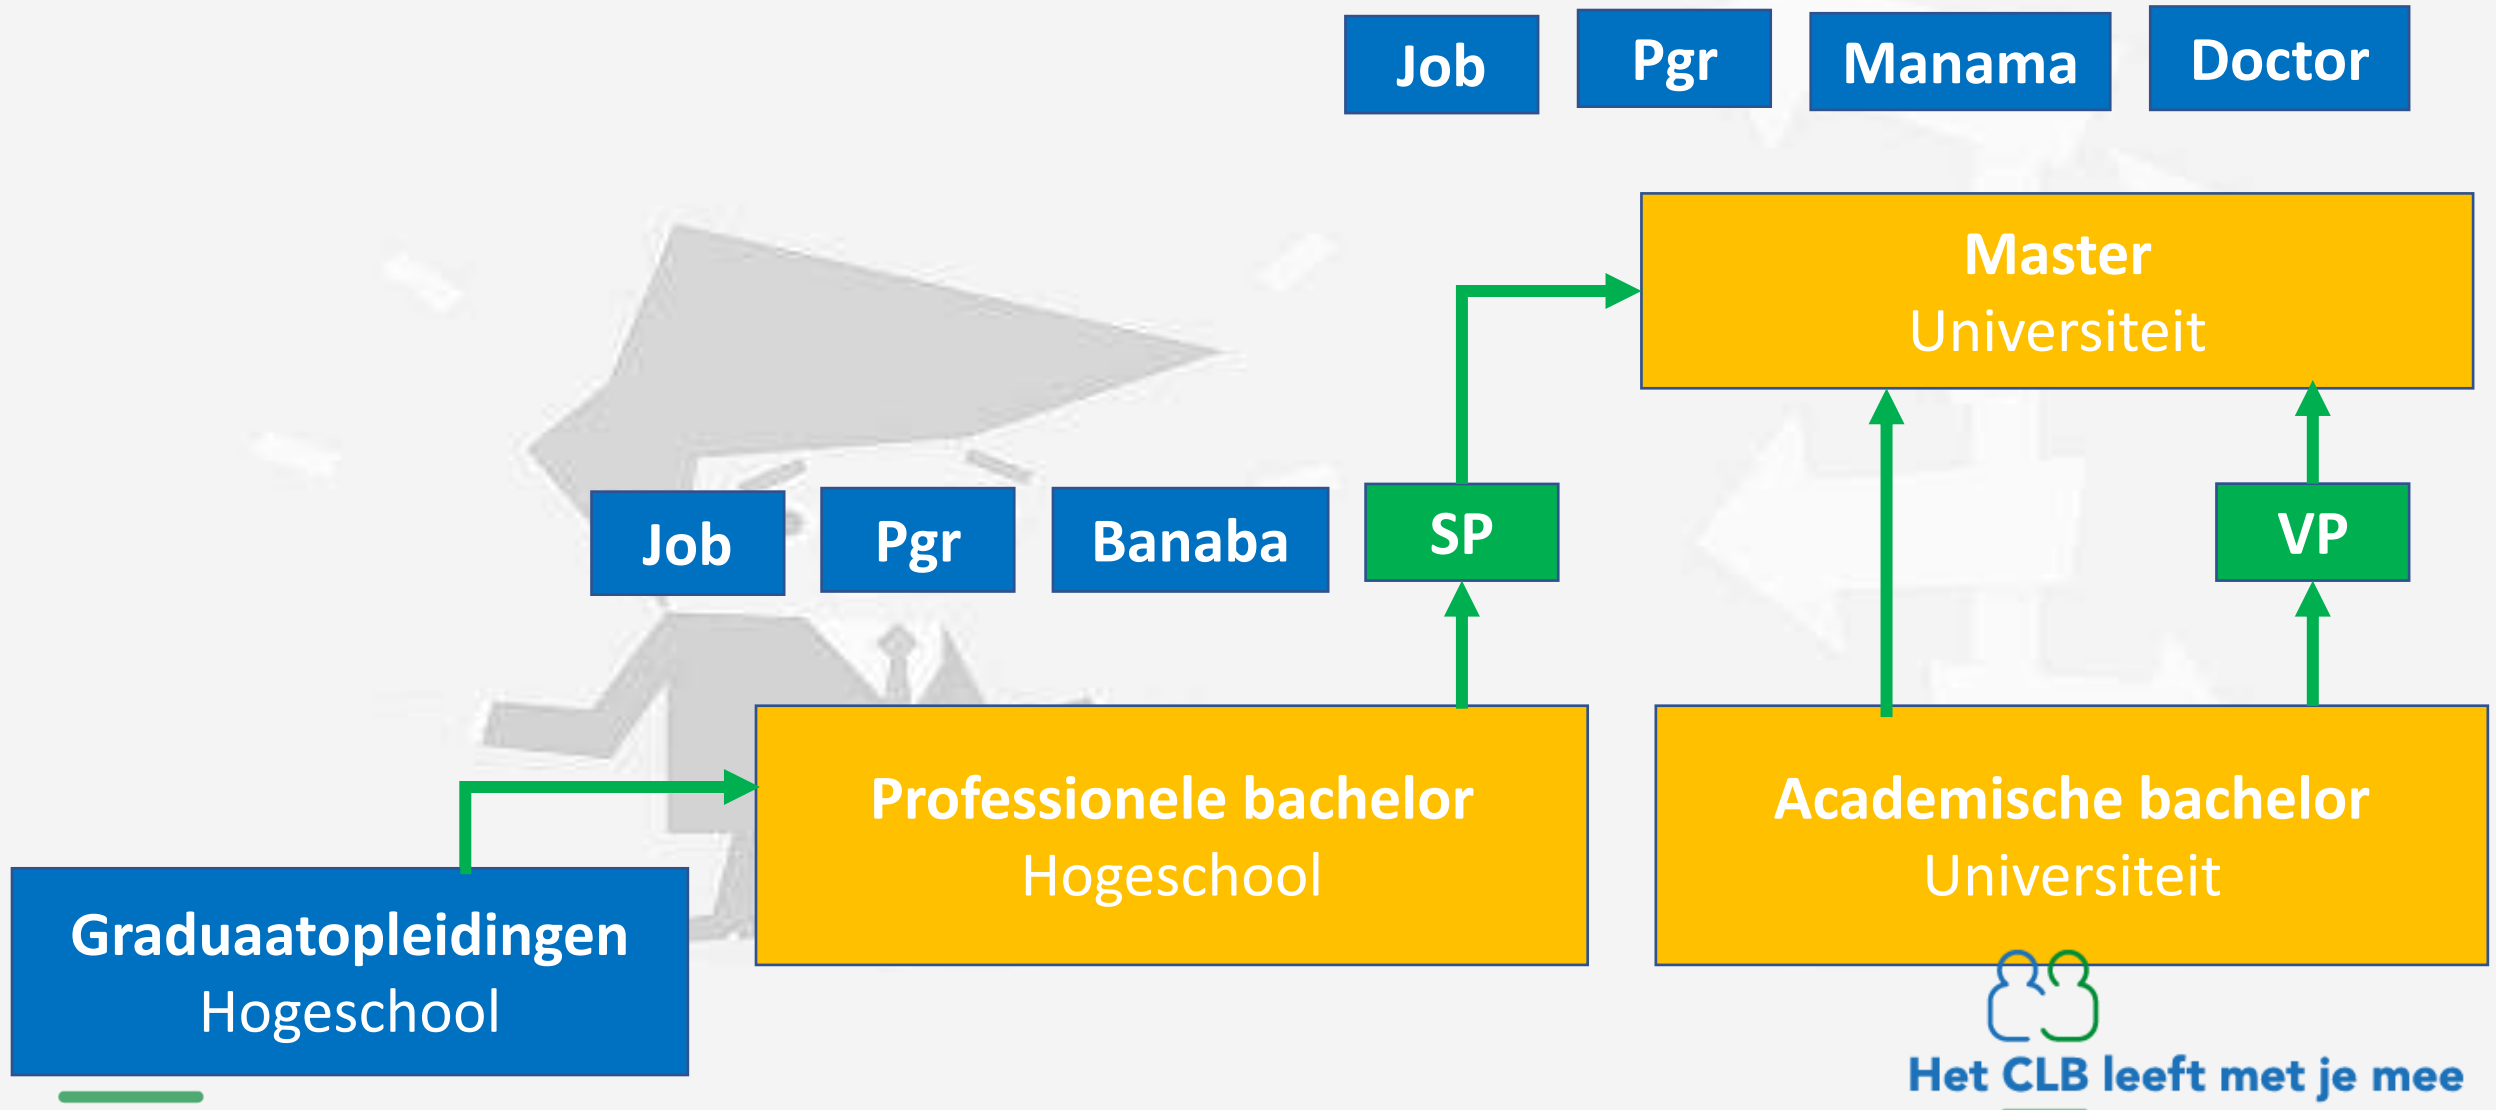 Job
Pgr
Manama
Doctor
Master
Universiteit
Job
Pgr
Banaba
SP
VP
Professionele bachelor
Hogeschool
Academische bachelor
Universiteit
Graduaatopleidingen
Hogeschool
Het CLB leeft met je mee